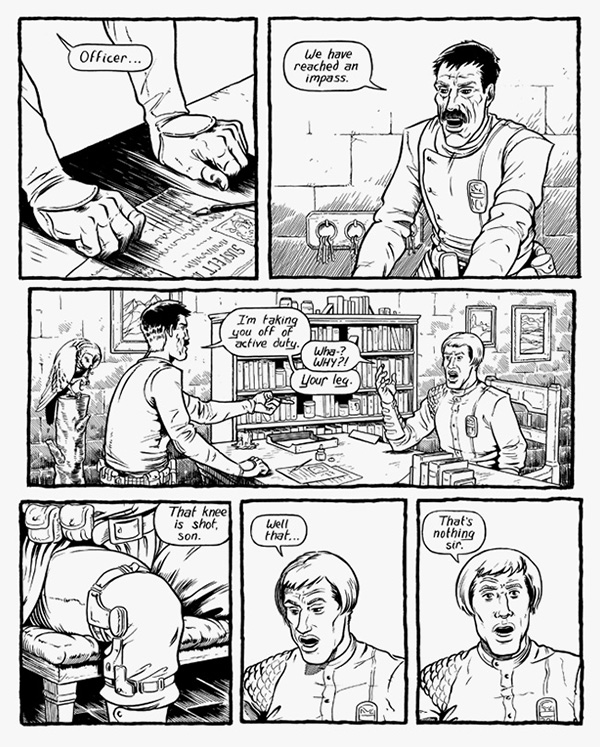 Officer...
We have
reached an
impass.
SUSPECT
I'm taking
you off of
active duty.
Wha-?
WHY?!
Your leg.
That knee
is shot,
son.
Well
that...
That's
nothing
sir.